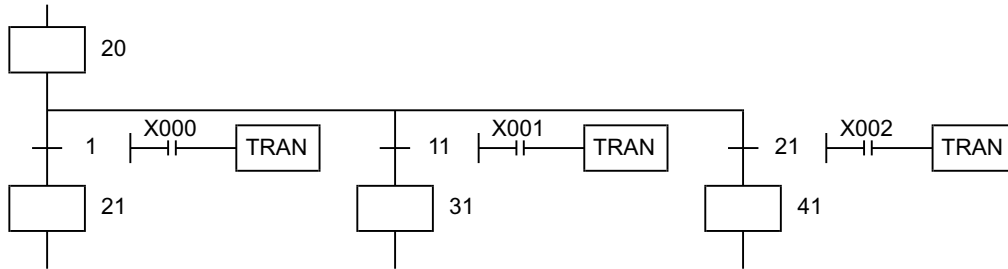 20
X000 X001 X002
1 TRAN 11 TRAN 21 TRAN
21 31 41